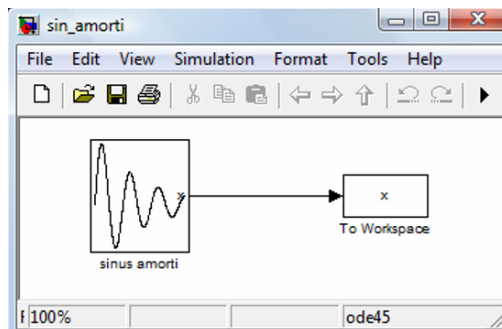 sin_amorti
File Edit View Simulation Format Tools Help
x x
To Workspace
sinus amorti
100% ode45